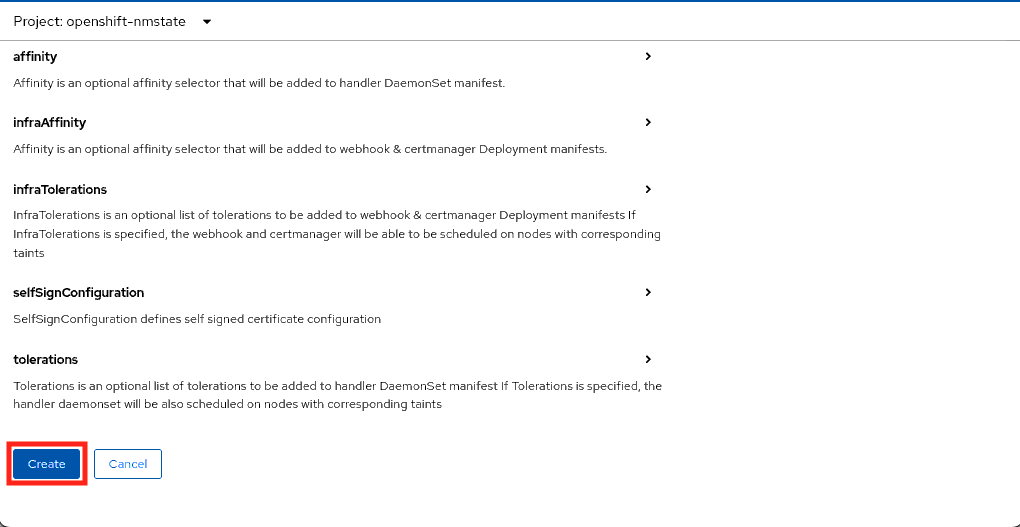 Project: openshift-nmstate
affinity
Affinity is an optional affinity selector that will be added to handler DaemonSet manifest.
infraAffinity
Affinity is an optional affinity selector that will be added to webhook & certmanager Deployment manifests.
infraTolerations
InfraTolerations is an optional list of tolerations to be added to webhook & certmanager Deployment manifests If
InfraTolerations is specified, the webhook and certmanager will be able to be scheduled on nodes with corresponding
taints
selfSignConfiguration
SelfSignConfiguration defines self signed certificate configuration
tolerations
Tolerations is an optional list of tolerations to be added to handler DaemonSet manifest If Tolerations is specified, the
handler daemonset will be also scheduled on nodes with corresponding taints
Create Cancel